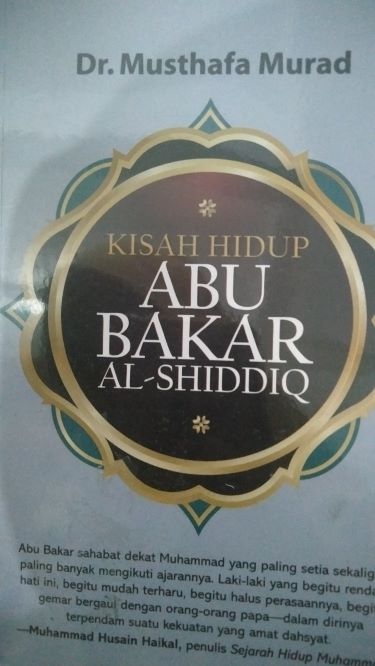 Dr. Musthafa Murad
KISAH HIDUP
ABU
BAKAR
AL-SHIDDIQ
Abu Bakar sahabat dekat Muhammad yang paling setia sekalig
paling banyak mengikuti ajarannya. Laki-laki yang begitu renda
hati ini, begitu mudah terharu, begitu halus perasaannya, begi
gemar bergaul dengan orang-orang papa—dalam dirinya
terpendam suatu kekuatan yang amat dahsyat.
—Muhammad Husain Haikal, penulis Sejarah Hidup Muhamm